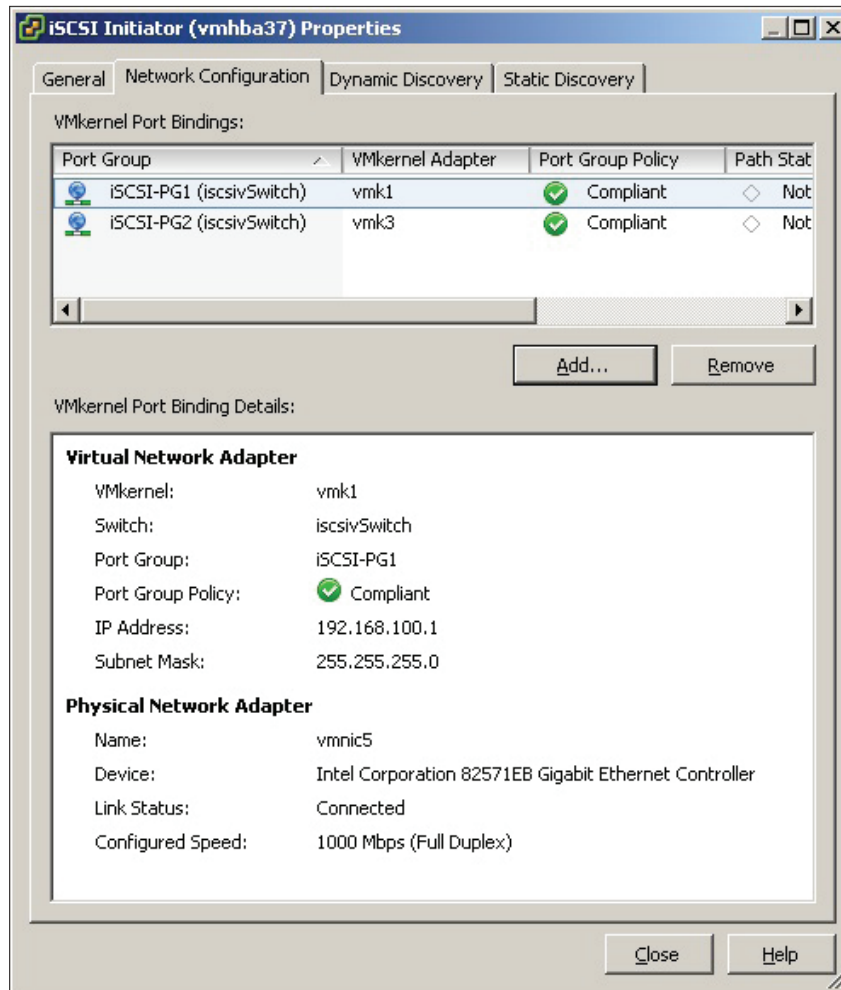 iSCSI Initiator (vmhba37) Properties
General Network Configuration Dynamic Discovery Static Discovery
VMkernel Port Bindings:
Port Group VMkernel Adapter Port Group Policy Path Stat
iSCSI-PG1 (iscsivSwitch) vmk1 Compliant Not
iSCSI-PG2 (iscsivSwitch) vmk3 Compliant Not
Add... Remove
VMkernel Port Binding Details:
Virtual Network Adapter
VMkernel: vmk1
Switch: iscsivSwitch
Port Group: iSCSI-PG1
Port Group Policy: Compliant
IP Address: 192.168.100.1
Subnet Mask: 255.255.255.0
Physical Network Adapter
Name: vmnic5
Device: Intel Corporation 82571EB Gigabit Ethernet Controller
Link Status: Connected
Configured Speed: 1000 Mbps (Full Duplex)
Close Help